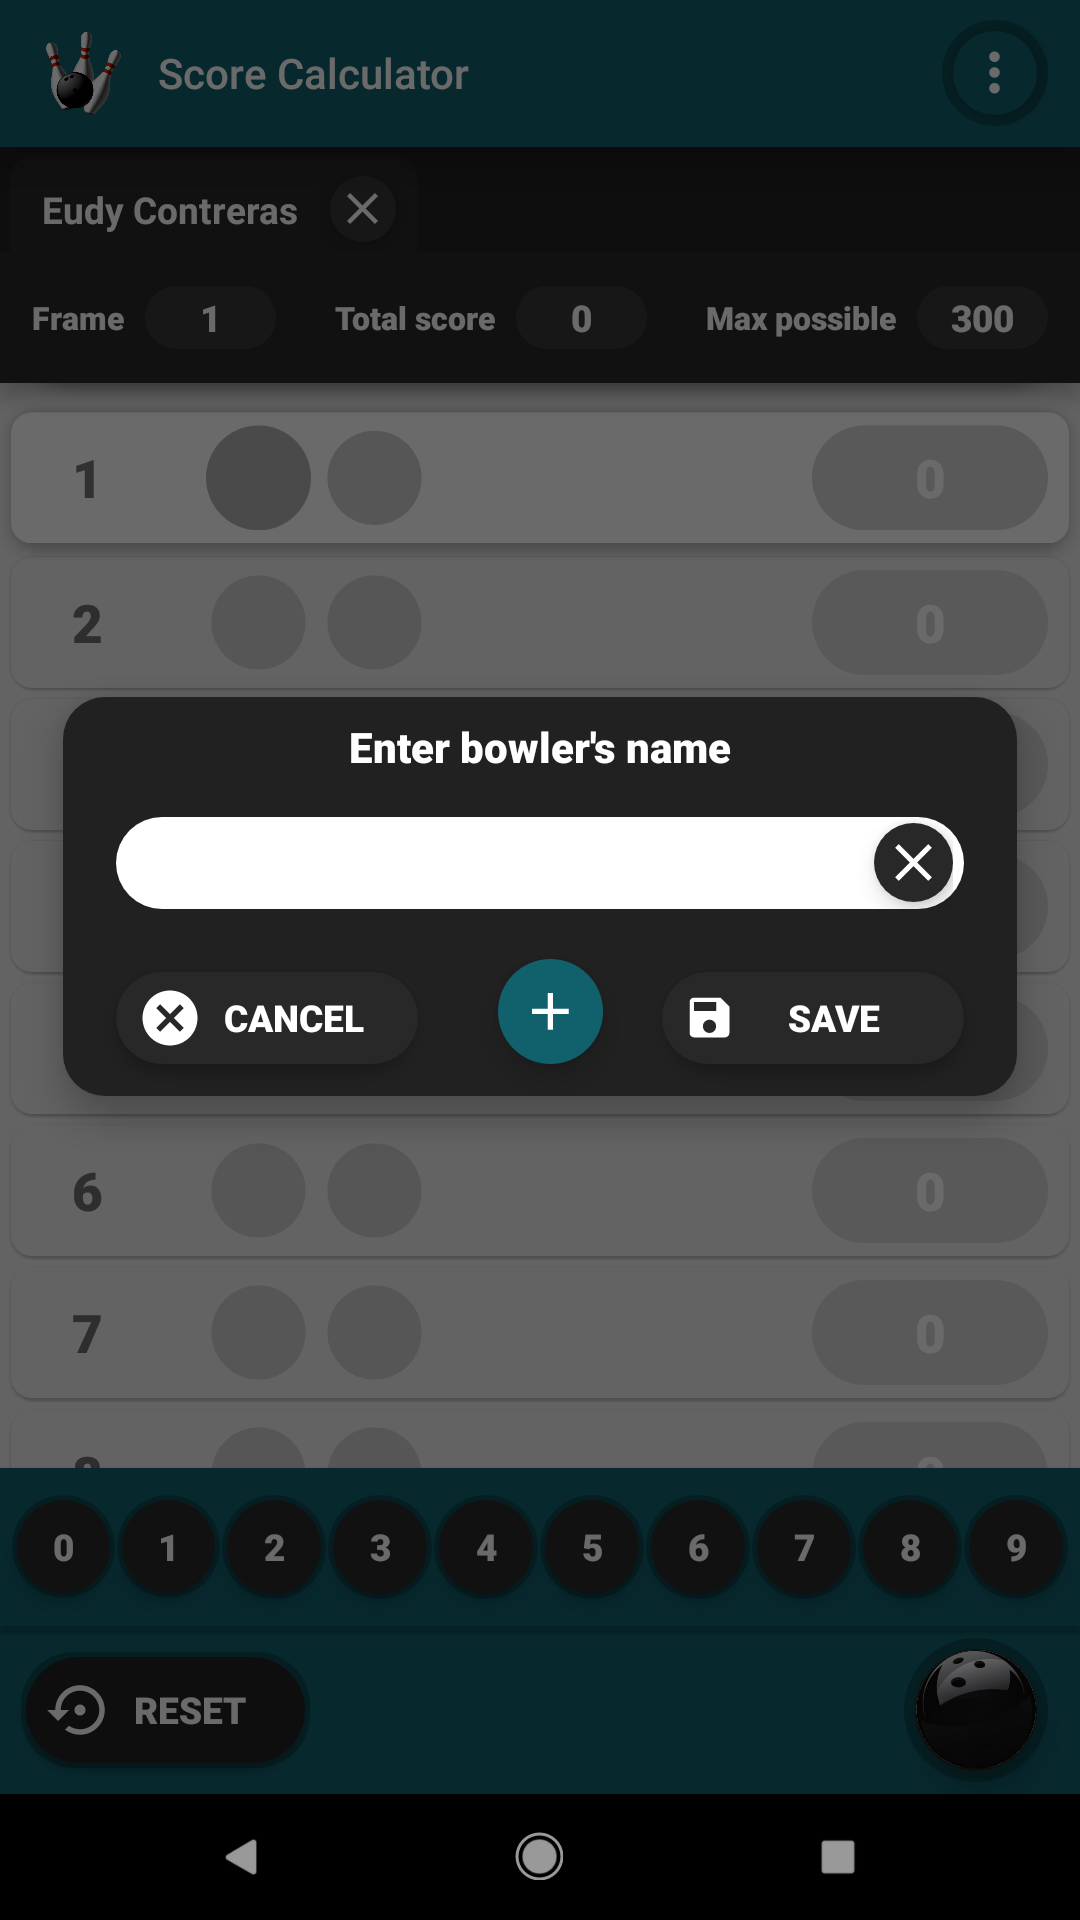 Score Calculator
Eudy Contreras
Frame 1 Total score 0 Max possible 300
1 0
2 0
Enter bowler's name
CANCEL SAVE
6 0
7 0
0 1 2 3 4 5 6 7 8 9
RESET